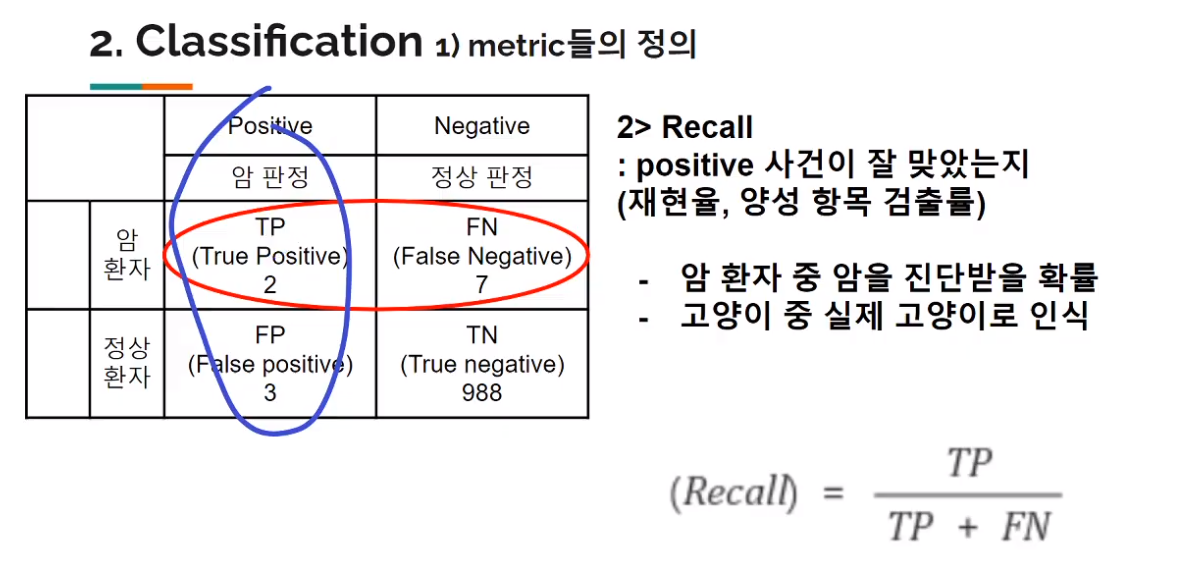 2. Classification 1) metric들의 정의
Positive Negative
암 판정 정상 판정
암
환자
TP
(True Positive)
2
FN
(False Negative)
7
정상
환자
FP
(False positive)
3
TN
(True negative)
988
2> Recall
: positive 사건이 잘 맞았는지
(재현율, 양성 항목 검출률)
- 암 환자 중 암을 진단받을 확률
- 고양이 중 실제 고양이로 인식
(Recall) =
TP
TP + FN